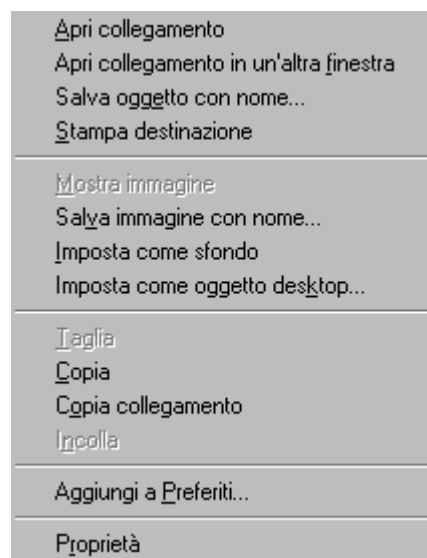 Apri collegamento
Apri collegamento in un'altra finestra
Salva oggetto con nome...
Stampa destinazione
Mostra immagine
Salva immagine con nome...
Imposta come sfondo
Imposta come oggetto desktop...
Taglia
Copia
Copia collegamento
Incolla
Aggiungi a Preferiti...
Proprietà